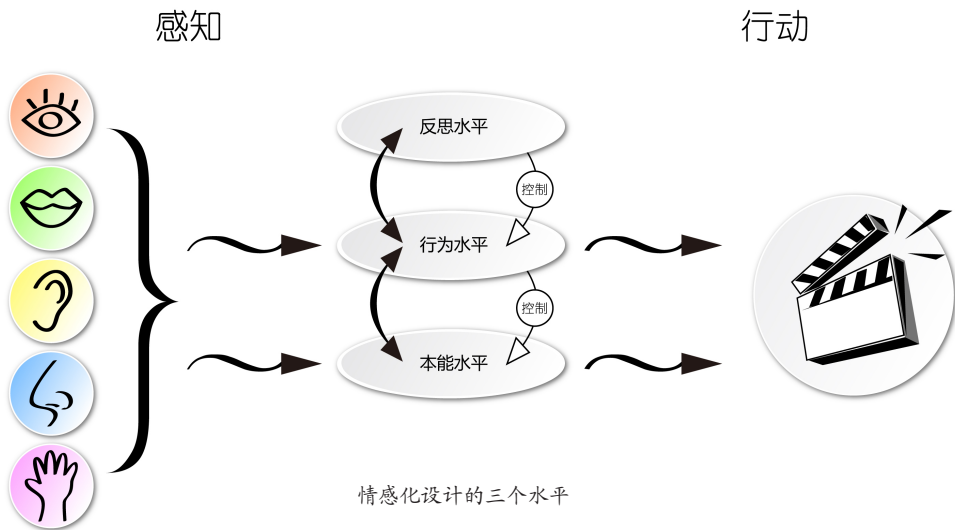 感知
行动
反思水平
控制
行为水平
控制
本能水平
情感化设计的三个水平